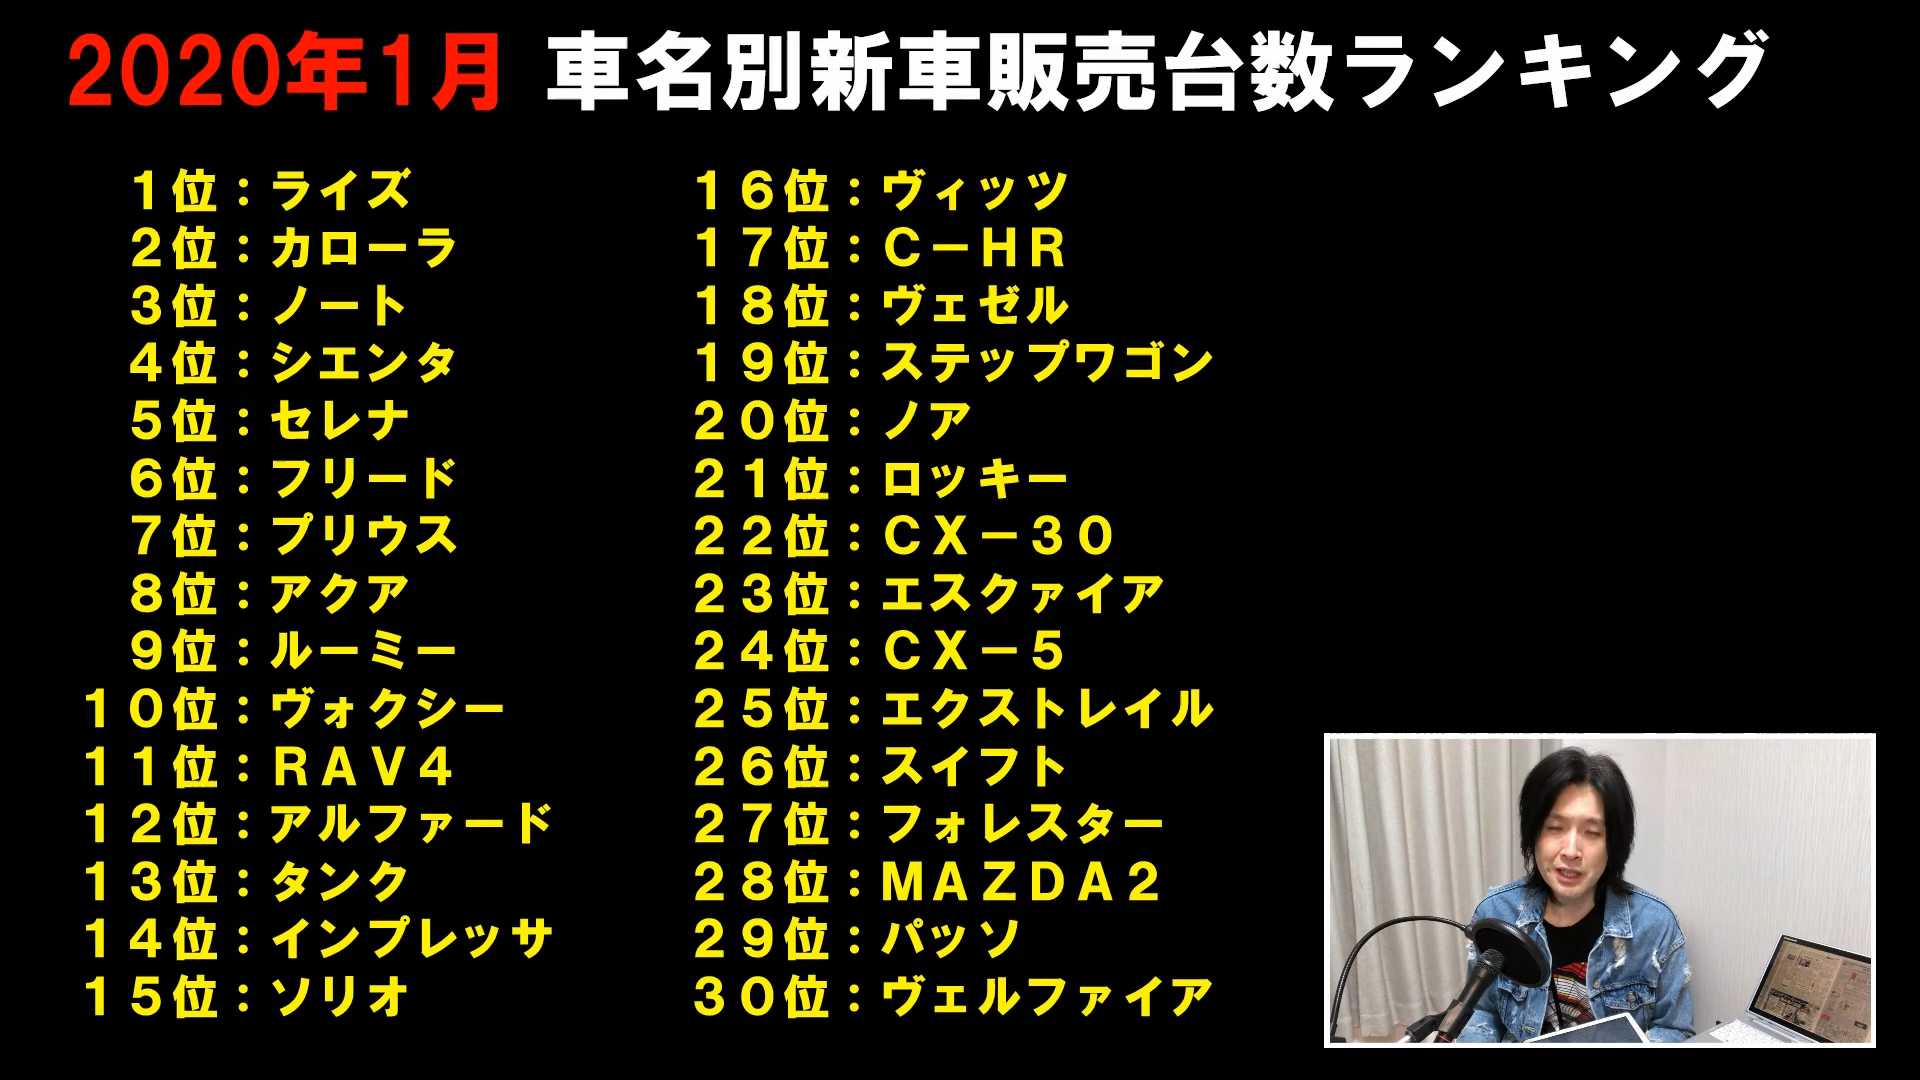 2020年1月 車名別新車販売台数ランキング
１位：ライズ
２位：カローラ
３位：ノート
４位：シエンタ
５位：セレナ
６位：フリード
７位：プリウス
８位：アクア
９位：ルーミー
１０位：ヴォクシー
１１位：ＲＡＶ４
１２位：アルファード
１３位：タンク
１４位：インプレッサ
１５位：ソリオ
１６位：ヴィッツ
１７位：Ｃ－ＨＲ
１８位：ヴェゼル
１９位：ステップワゴン
２０位：ノア
２１位：ロッキー
２２位：ＣＸ－３０
２３位：エスクァイア
２４位：ＣＸ－５
２５位：エクストレイル
２６位：スイフト
２７位：フォレスター
２８位：ＭＡＺＤＡ２
２９位：パッソ
３０位：ヴェルファイア